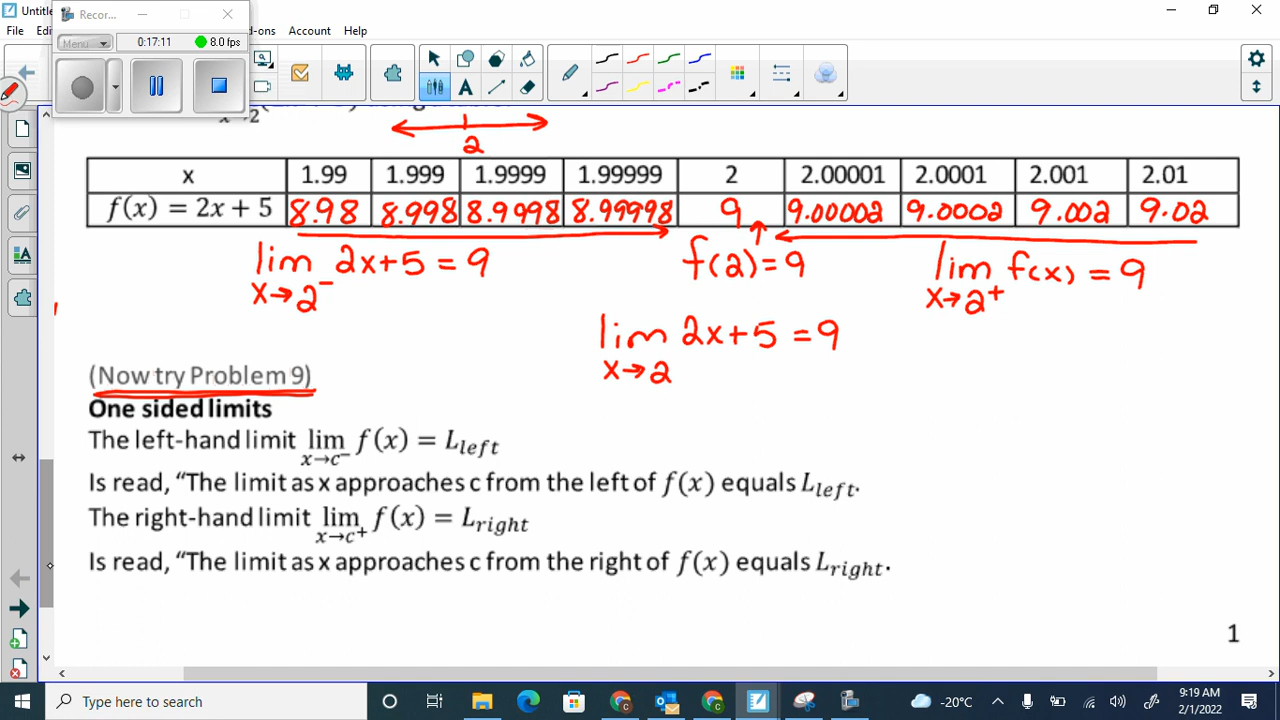 Untitl
Recor...
File
Ed
d-ons
Account
Help
Menu
0:17:11
8.0 fps
x→2
2
x 1.99 1.999 1.9999 1.99999 2 2.00001 2.0001 2.001 2.01
f(x) = 2x + 5 8.98 8.998 8.9998 8.99998 9 9.00002 9.0002 9.002 9.02
lim 2x+5 = 9 f(2) = 9 lim f(x) = 9
x→2⁻ x→2⁺
lim 2x+5 = 9
x→2
(Now try Problem 9)
One sided limits
The left-hand limit lim f(x) = L_left
x→c⁻
Is read, “The limit as x approaches c from the left of f(x) equals L_left.
The right-hand limit lim f(x) = L_right
x→c⁺
Is read, “The limit as x approaches c from the right of f(x) equals L_right.
1
Type here to search
-20°C
9:19 AM
2/1/2022